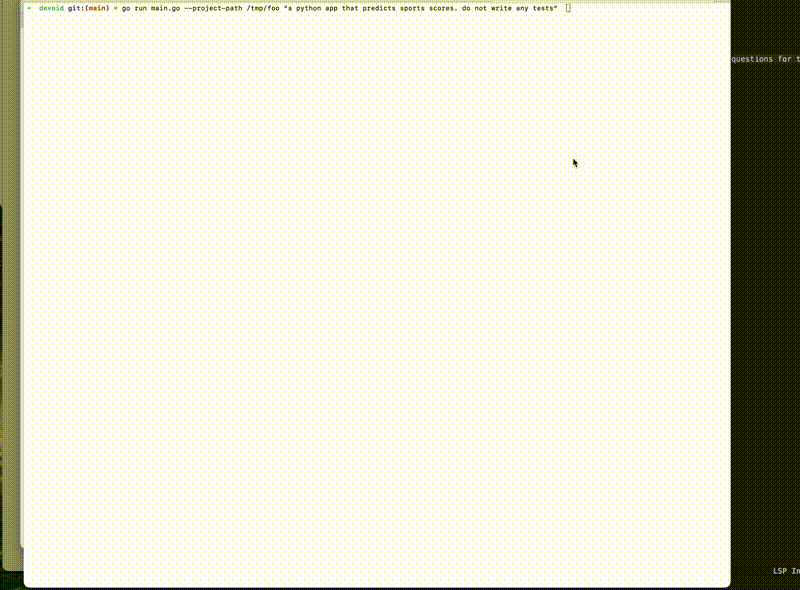 ➜ devoid git:(main) × go run main.go --project-path /tmp/foo "a python app that predicts sports scores. do not write any tests"
questions for t
LSP In